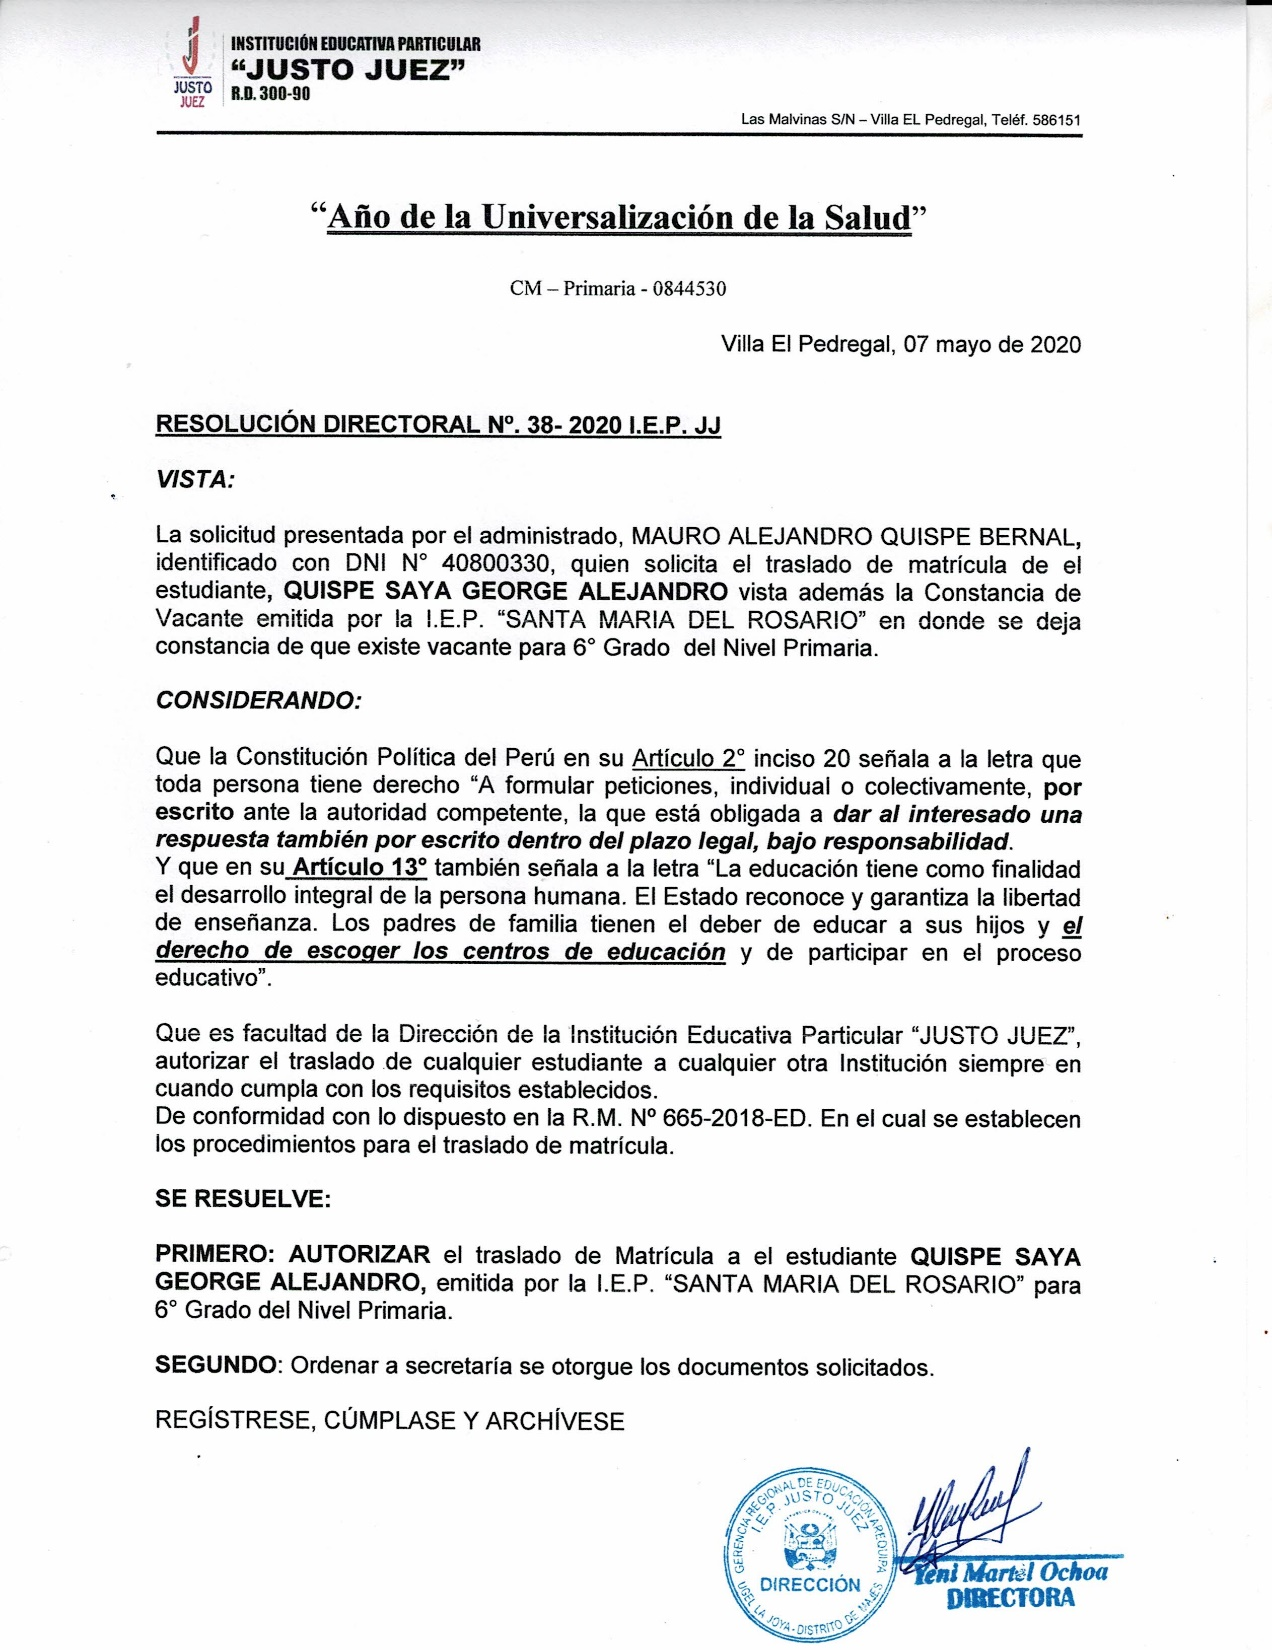 JUSTO
JUEZ
INSTITUCIÓN EDUCATIVA PARTICULAR
“JUSTO JUEZ”
R.D. 300-90
Las Malvinas S/N – Villa EL Pedregal, Teléf. 586151
“Año de la Universalización de la Salud”
CM – Primaria - 0844530
Villa El Pedregal, 07 mayo de 2020
RESOLUCIÓN DIRECTORAL Nº. 38- 2020 I.E.P. JJ
VISTA:
La solicitud presentada por el administrado, MAURO ALEJANDRO QUISPE BERNAL,
identificado con DNI N° 40800330, quien solicita el traslado de matrícula de el
estudiante, QUISPE SAYA GEORGE ALEJANDRO vista además la Constancia de
Vacante emitida por la I.E.P. “SANTA MARIA DEL ROSARIO” en donde se deja
constancia de que existe vacante para 6° Grado del Nivel Primaria.
CONSIDERANDO:
Que la Constitución Política del Perú en su Artículo 2° inciso 20 señala a la letra que
toda persona tiene derecho “A formular peticiones, individual o colectivamente, por
escrito ante la autoridad competente, la que está obligada a dar al interesado una
respuesta también por escrito dentro del plazo legal, bajo responsabilidad.
Y que en su Artículo 13° también señala a la letra “La educación tiene como finalidad
el desarrollo integral de la persona humana. El Estado reconoce y garantiza la libertad
de enseñanza. Los padres de familia tienen el deber de educar a sus hijos y el
derecho de escoger los centros de educación y de participar en el proceso
educativo”.
Que es facultad de la Dirección de la Institución Educativa Particular “JUSTO JUEZ”,
autorizar el traslado de cualquier estudiante a cualquier otra Institución siempre en
cuando cumpla con los requisitos establecidos.
De conformidad con lo dispuesto en la R.M. Nº 665-2018-ED. En el cual se establecen
los procedimientos para el traslado de matrícula.
SE RESUELVE:
PRIMERO: AUTORIZAR el traslado de Matrícula a el estudiante QUISPE SAYA
GEORGE ALEJANDRO, emitida por la I.E.P. “SANTA MARIA DEL ROSARIO” para
6° Grado del Nivel Primaria.
SEGUNDO: Ordenar a secretaría se otorgue los documentos solicitados.
REGÍSTRESE, CÚMPLASE Y ARCHÍVESE
GERENCIA REGIONAL DE EDUCACIÓN AREQUIPA
I.E.P. JUSTO JUEZ
DIRECCIÓN
UGEL LA JOYA - DISTRITO DE MAJES
Yeni Martel Ochoa
DIRECTORA